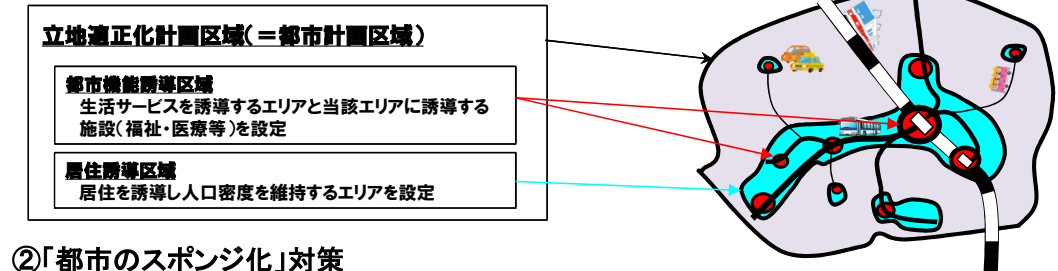 立地適正化計画区域(＝都市計画区域)
都市機能誘導区域
生活サービスを誘導するエリアと当該エリアに誘導する
施設(福祉・医療等)を設定
居住誘導区域
居住を誘導し人口密度を維持するエリアを設定
②「都市のスポンジ化」対策